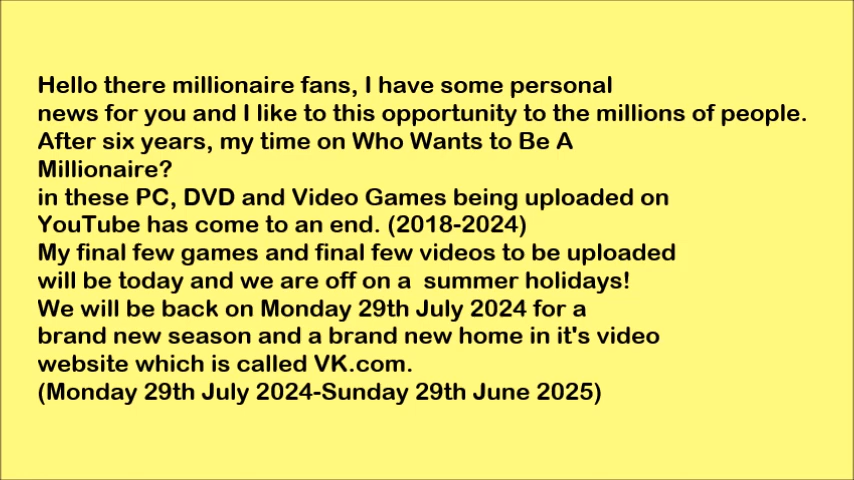 Hello there millionaire fans, I have some personal
news for you and I like to this opportunity to the millions of people.
After six years, my time on Who Wants to Be A
Millionaire?
in these PC, DVD and Video Games being uploaded on
YouTube has come to an end. (2018-2024)
My final few games and final few videos to be uploaded
will be today and we are off on a  summer holidays!
We will be back on Monday 29th July 2024 for a
brand new season and a brand new home in it's video
website which is called VK.com.
(Monday 29th July 2024-Sunday 29th June 2025)